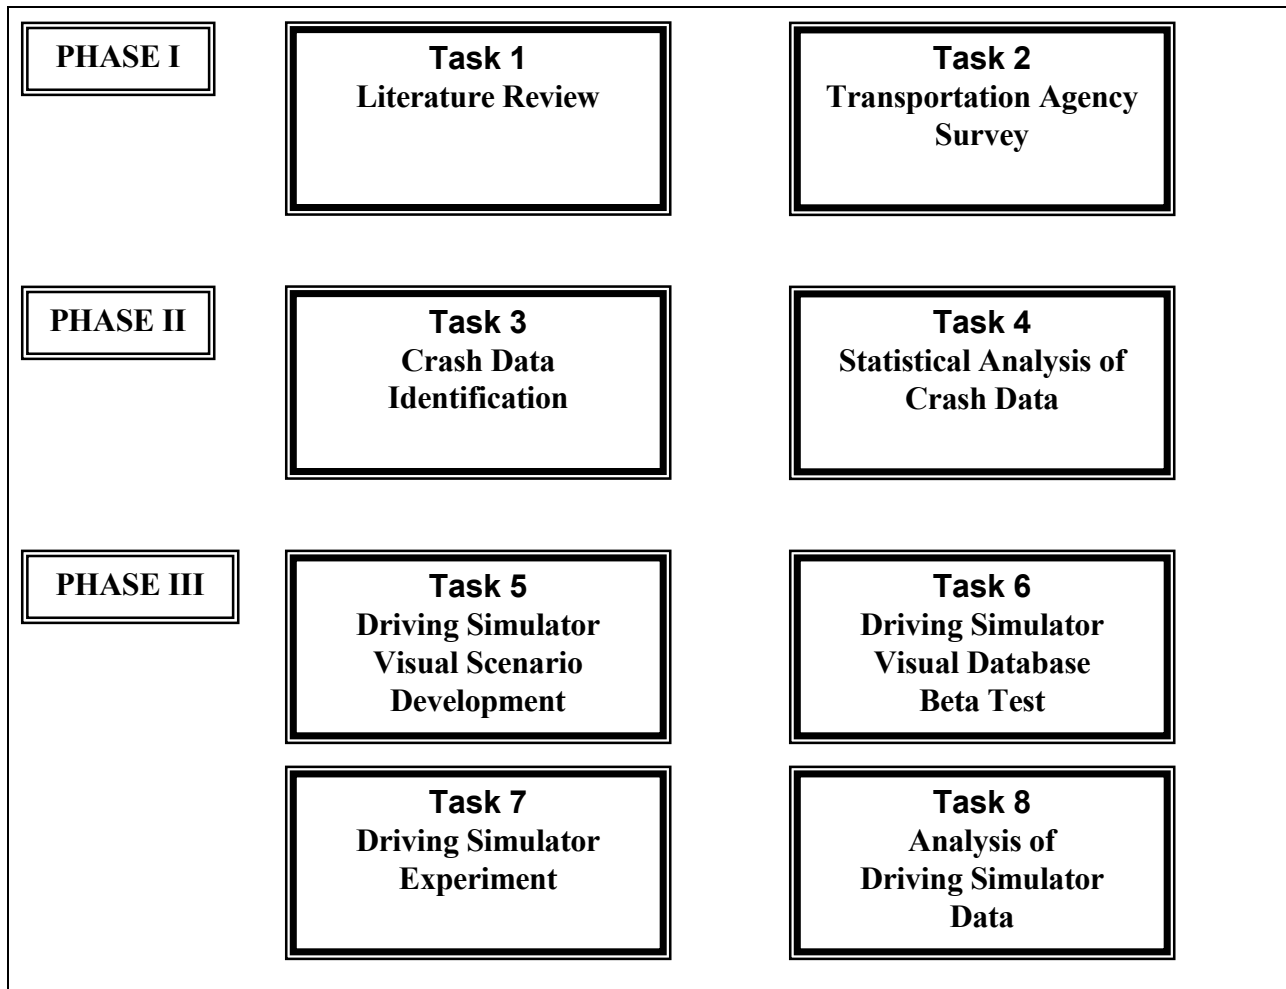 PHASE I
Task 1
Literature Review
Task 2
Transportation Agency
Survey
PHASE II
Task 3
Crash Data
Identification
Task 4
Statistical Analysis of
Crash Data
PHASE III
Task 5
Driving Simulator
Visual Scenario
Development
Task 6
Driving Simulator
Visual Database
Beta Test
Task 7
Driving Simulator
Experiment
Task 8
Analysis of
Driving Simulator
Data